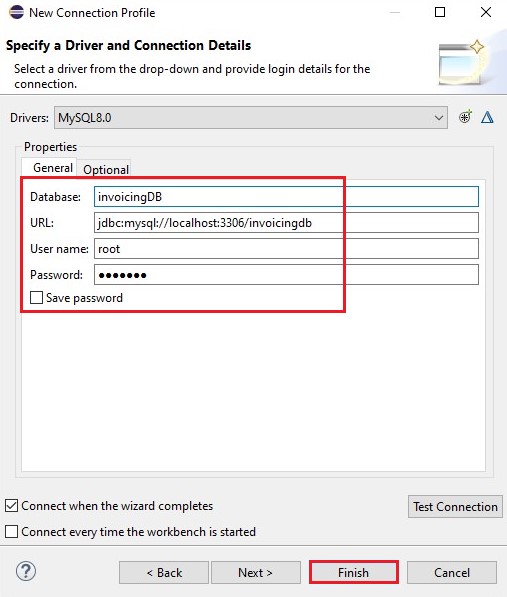 New Connection Profile
Specify a Driver and Connection Details
Select a driver from the drop-down and provide login details for the
connection.
Drivers: MySQL8.0
Properties
General Optional
Database: invoicingDB
URL: jdbc:mysql://localhost:3306/invoicingdb
User name: root
Password: ●●●●●●●
Save password
Connect when the wizard completes
Test Connection
Connect every time the workbench is started
? < Back Next > Finish Cancel